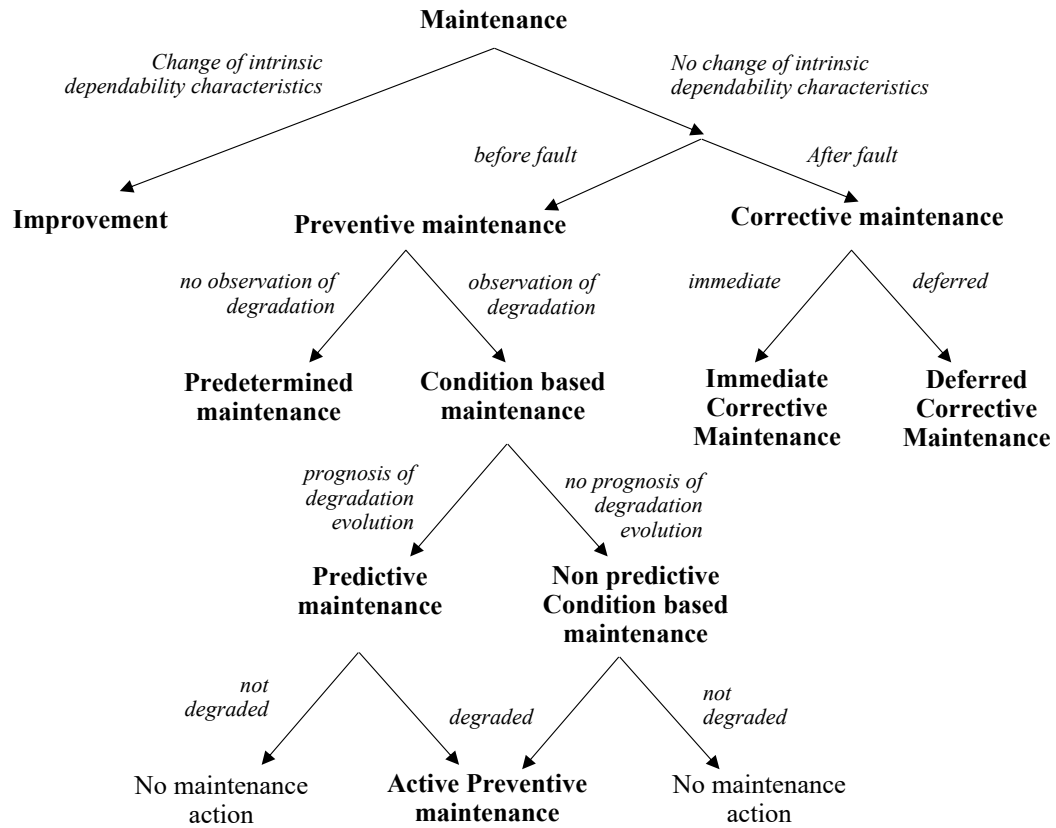 Maintenance
Change of intrinsic
dependability characteristics
No change of intrinsic
dependability characteristics
before fault
After fault
Improvement
Preventive maintenance
Corrective maintenance
no observation of
degradation
observation of
degradation
immediate
deferred
Predetermined
maintenance
Condition based
maintenance
Immediate
Corrective
Maintenance
Deferred
Corrective
Maintenance
prognosis of
degradation
evolution
no prognosis of
degradation
evolution
Predictive
maintenance
Non predictive
Condition based
maintenance
not
degraded
degraded
not
degraded
No maintenance
action
Active Preventive
maintenance
No maintenance
action